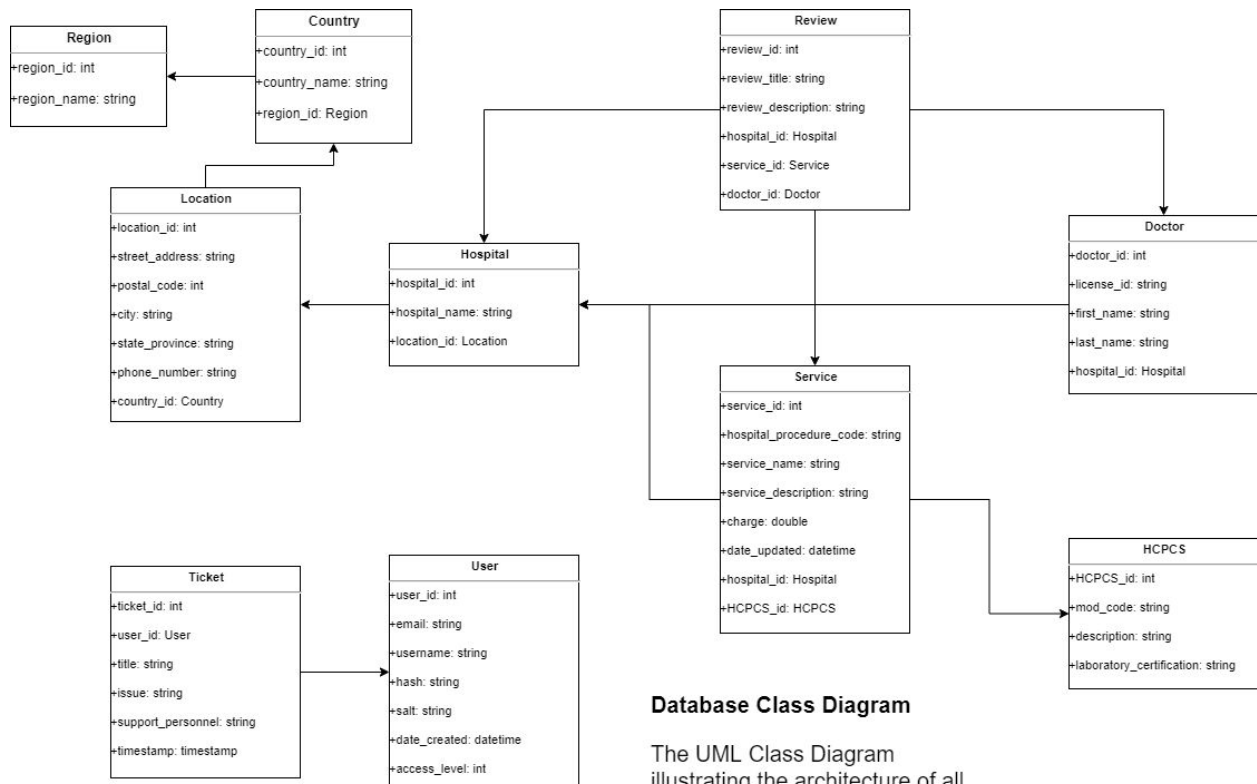 Region
+region_id: int
+region_name: string
Country
+country_id: int
+country_name: string
+region_id: Region
Review
+review_id: int
+review_title: string
+review_description: string
+hospital_id: Hospital
+service_id: Service
+doctor_id: Doctor
Location
+location_id: int
+street_address: string
+postal_code: int
+city: string
+state_province: string
+phone_number: string
+country_id: Country
Hospital
+hospital_id: int
+hospital_name: string
+location_id: Location
Doctor
+doctor_id: int
+license_id: string
+first_name: string
+last_name: string
+hospital_id: Hospital
Service
+service_id: int
+hospital_procedure_code: string
+service_name: string
+service_description: string
+charge: double
+date_updated: datetime
+hospital_id: Hospital
+HCPCS_id: HCPCS
HCPCS
+HCPCS_id: int
+mod_code: string
+description: string
+laboratory_certification: string
Ticket
+ticket_id: int
+user_id: User
+title: string
+issue: string
+support_personnel: string
+timestamp: timestamp
User
+user_id: int
+email: string
+username: string
+hash: string
+salt: string
+date_created: datetime
+access_level: int
Database Class Diagram
The UML Class Diagram
illustrating the architecture of all